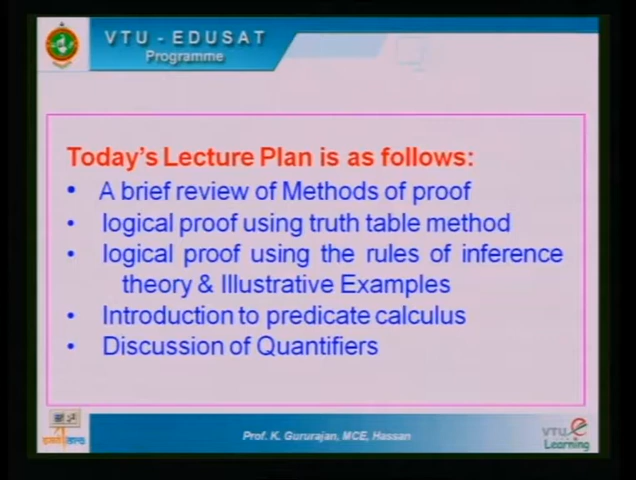 VTU - EDUSAT
Programme
Today's Lecture Plan is as follows:
• A brief review of Methods of proof
• logical proof using truth table method
• logical proof using the rules of inference
theory & Illustrative Examples
• Introduction to predicate calculus
• Discussion of Quantifiers
Prof. K. Gururajan, MCE, Hassan
VTU e
Learning